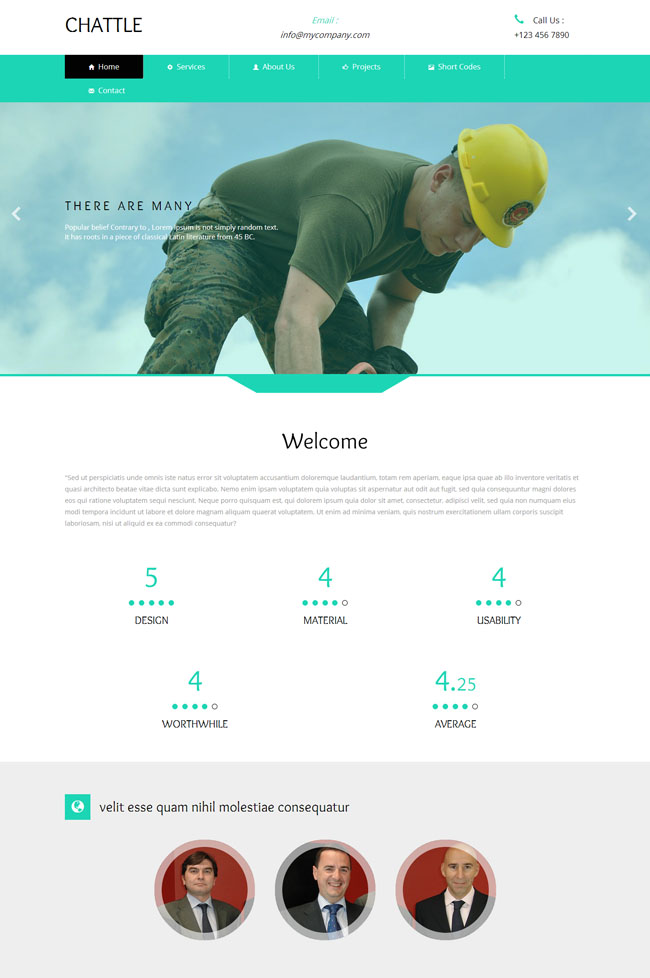 CHATTLE
Email :
info@mycompany.com
Call Us :
+123 456 7890
Home Services About Us Projects Short Codes
Contact
THERE ARE MANY
Popular belief Contrary to , Lorem Ipsum is not simply random text.
It has roots in a piece of classical Latin literature from 45 BC.
Welcome
"Sed ut perspiciatis unde omnis iste natus error sit voluptatem accusantium doloremque laudantium, totam rem aperiam, eaque ipsa quae ab illo inventore veritatis et
quasi architecto beatae vitae dicta sunt explicabo. Nemo enim ipsam voluptatem quia voluptas sit aspernatur aut odit aut fugit, sed quia consequuntur magni dolores
eos qui ratione voluptatem sequi nesciunt. Neque porro quisquam est, qui dolorem ipsum quia dolor sit amet, consectetur, adipisci velit, sed quia non numquam eius
modi tempora incidunt ut labore et dolore magnam aliquam quaerat voluptatem. Ut enim ad minima veniam, quis nostrum exercitationem ullam corporis suscipit
laboriosam, nisi ut aliquid ex ea commodi consequatur?
5 4 4
DESIGN MATERIAL USABILITY
4 4.25
WORTHWHILE AVERAGE
velit esse quam nihil molestiae consequatur